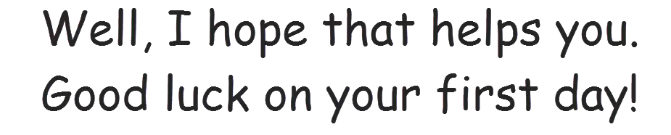 Well, I hope that helps you.
Good luck on your first day!